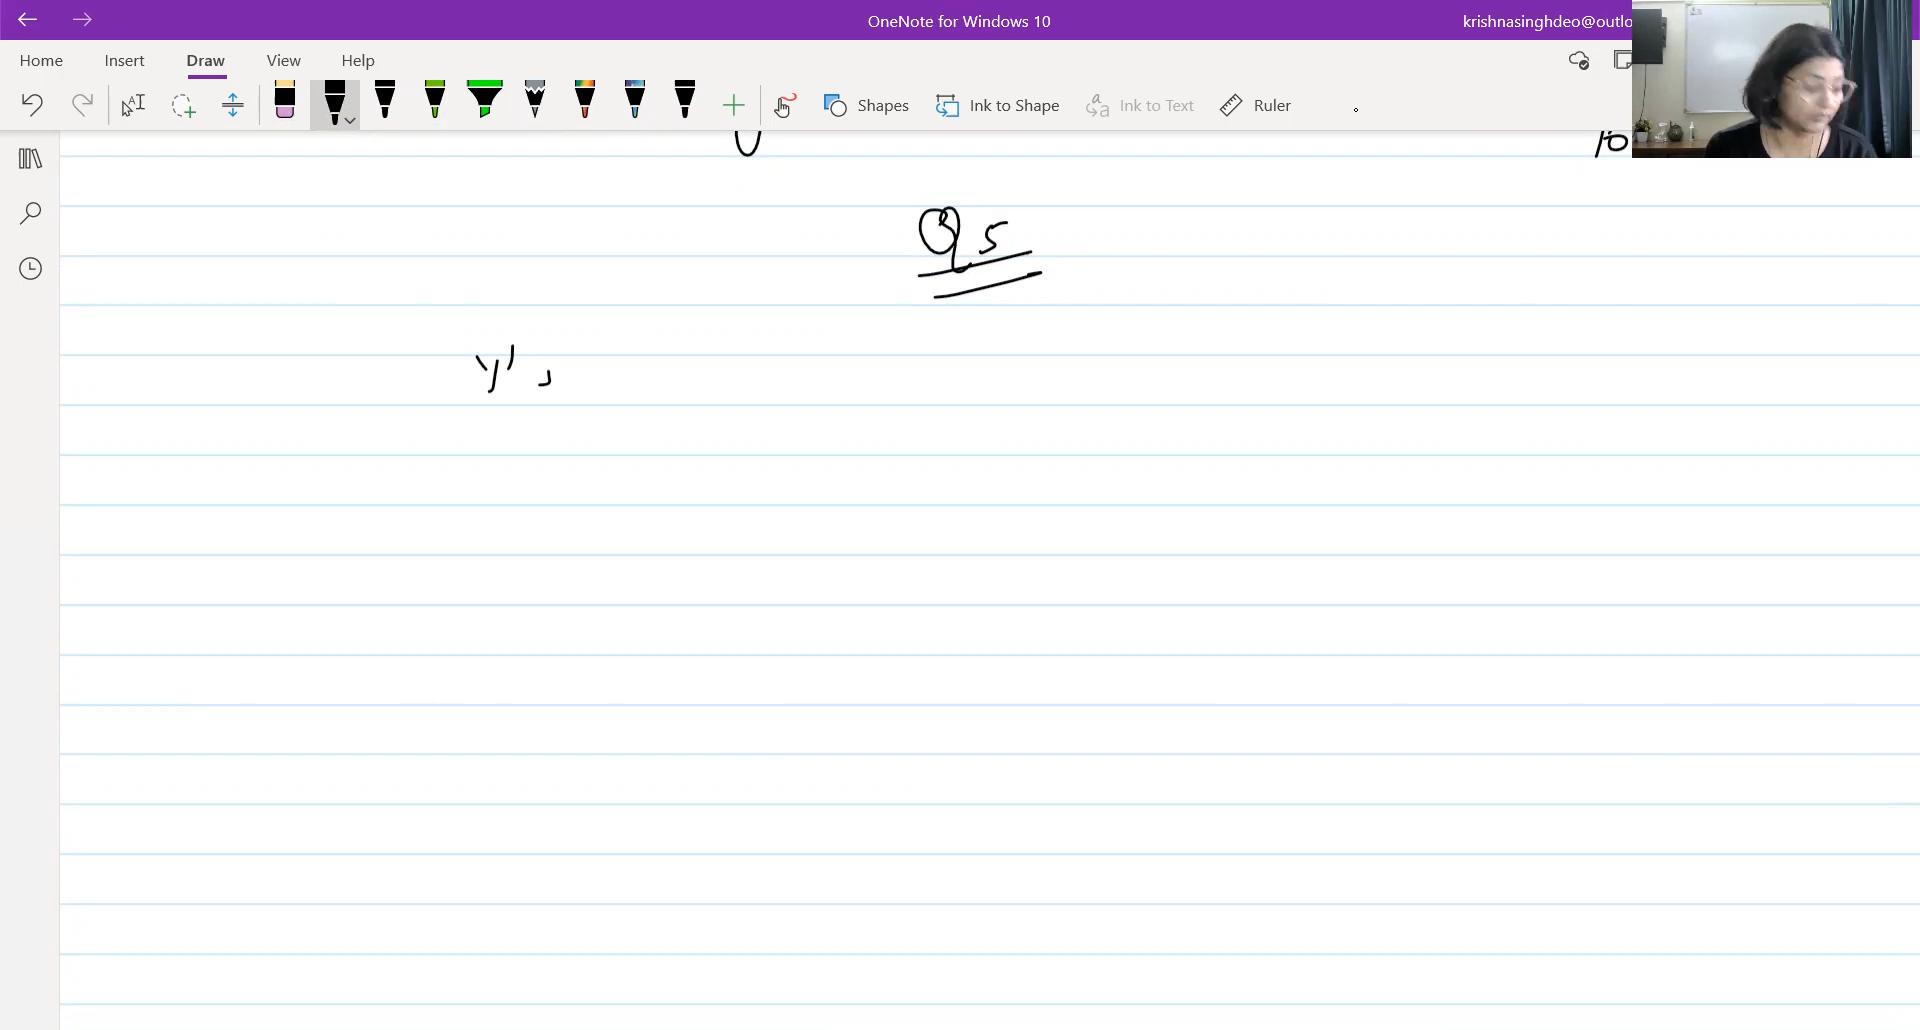 OneNote for Windows 10 krishnasinghdeo@outlo
Home Insert Draw View Help
Shapes Ink to Shape Ink to Text Ruler
Q 5
y'